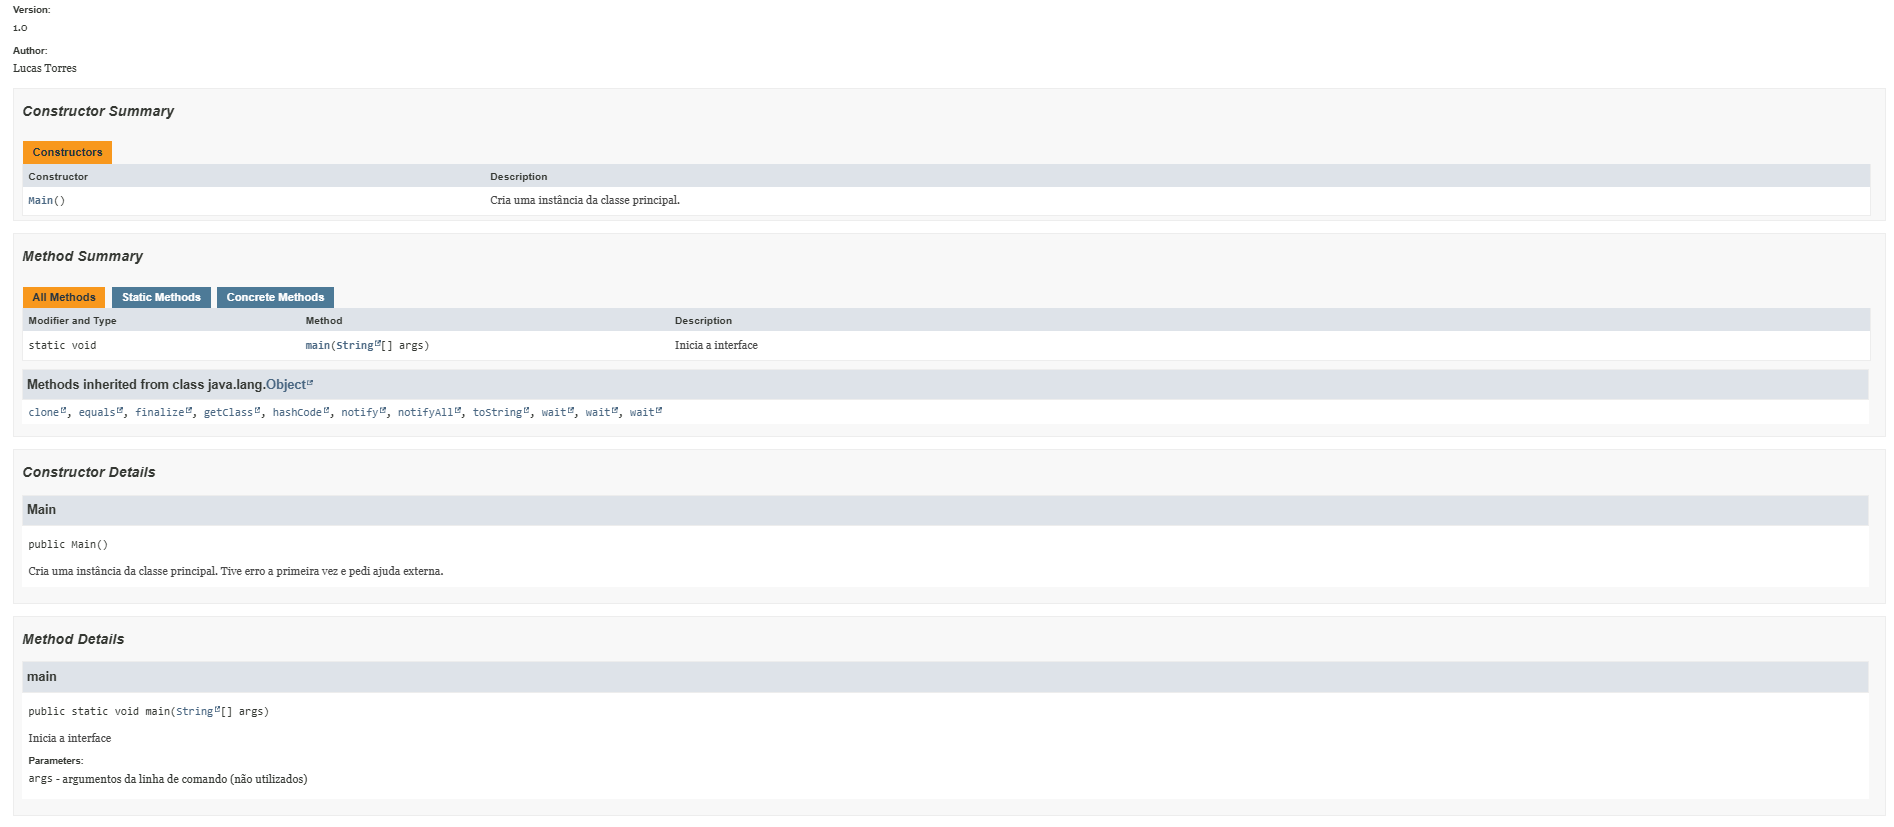 Version:
1.0
Author:
Lucas Torres
Constructor Summary
Constructors
Constructor Description
Main() Cria uma instância da classe principal.
Method Summary
All Methods Static Methods Concrete Methods
Modifier and Type Method Description
static void main(String[] args) Inicia a interface
Methods inherited from class java.lang.Object
clone, equals, finalize, getClass, hashCode, notify, notifyAll, toString, wait, wait, wait
Constructor Details
Main
public Main()
Cria uma instância da classe principal. Tive erro a primeira vez e pedi ajuda externa.
Method Details
main
public static void main(String[] args)
Inicia a interface
Parameters:
args - argumentos da linha de comando (não utilizados)